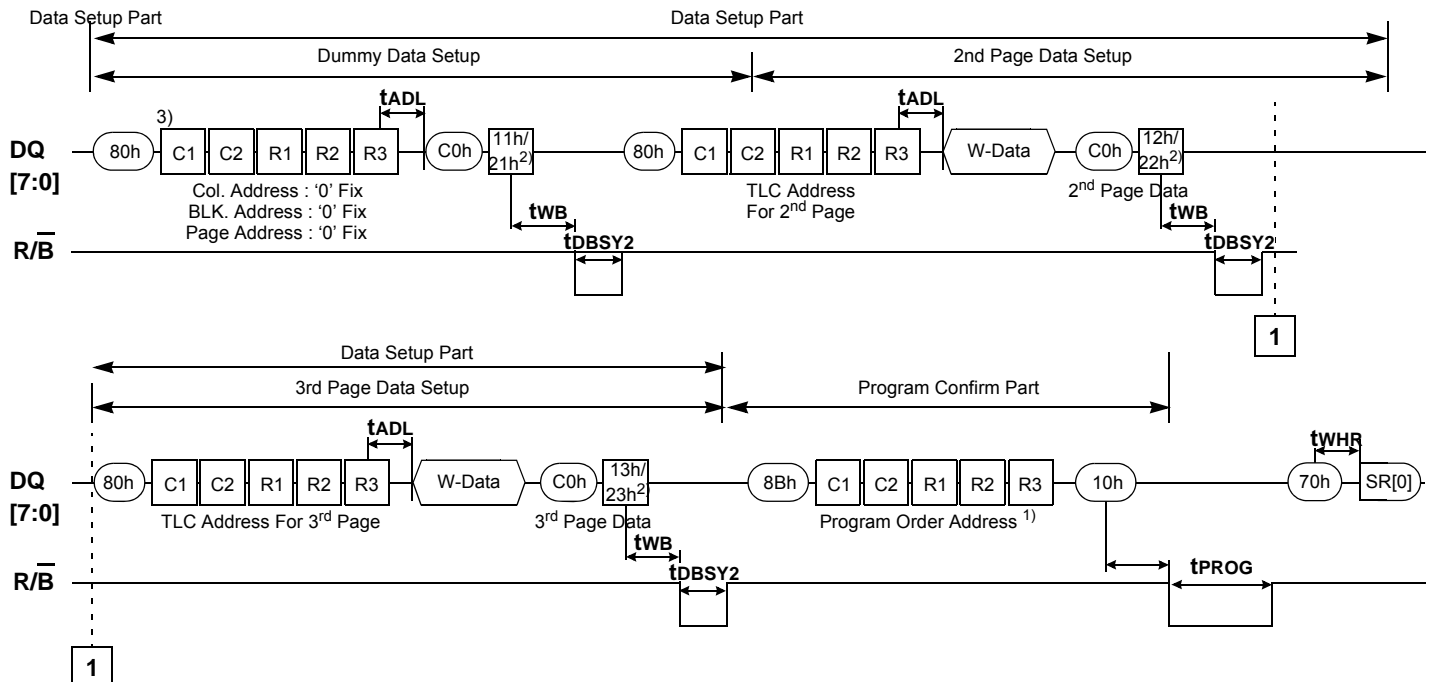 Data Setup Part
Data Setup Part
Dummy Data Setup
2nd Page Data Setup
tADL
tADL
3)
DQ
[7:0]
80h C1 C2 R1 R2 R3 C0h 11h/
21h2)
80h C1 C2 R1 R2 R3 W-Data C0h 12h/
22h2)
Col. Address : ‘0’ Fix
BLK. Address : ‘0’ Fix
Page Address : ‘0’ Fix
TLC Address
For 2nd Page
2nd Page Data
tWB
tWB
tDBSY2
tDBSY2
R/B
1
Data Setup Part
3rd Page Data Setup
Program Confirm Part
tADL
tWHR
DQ
[7:0]
80h C1 C2 R1 R2 R3 W-Data C0h 13h/
23h2)
8Bh C1 C2 R1 R2 R3 10h 70h SR[0]
TLC Address For 3rd Page
3rd Page Data
Program Order Address 1)
tWB
tDBSY2
tPROG
R/B
1